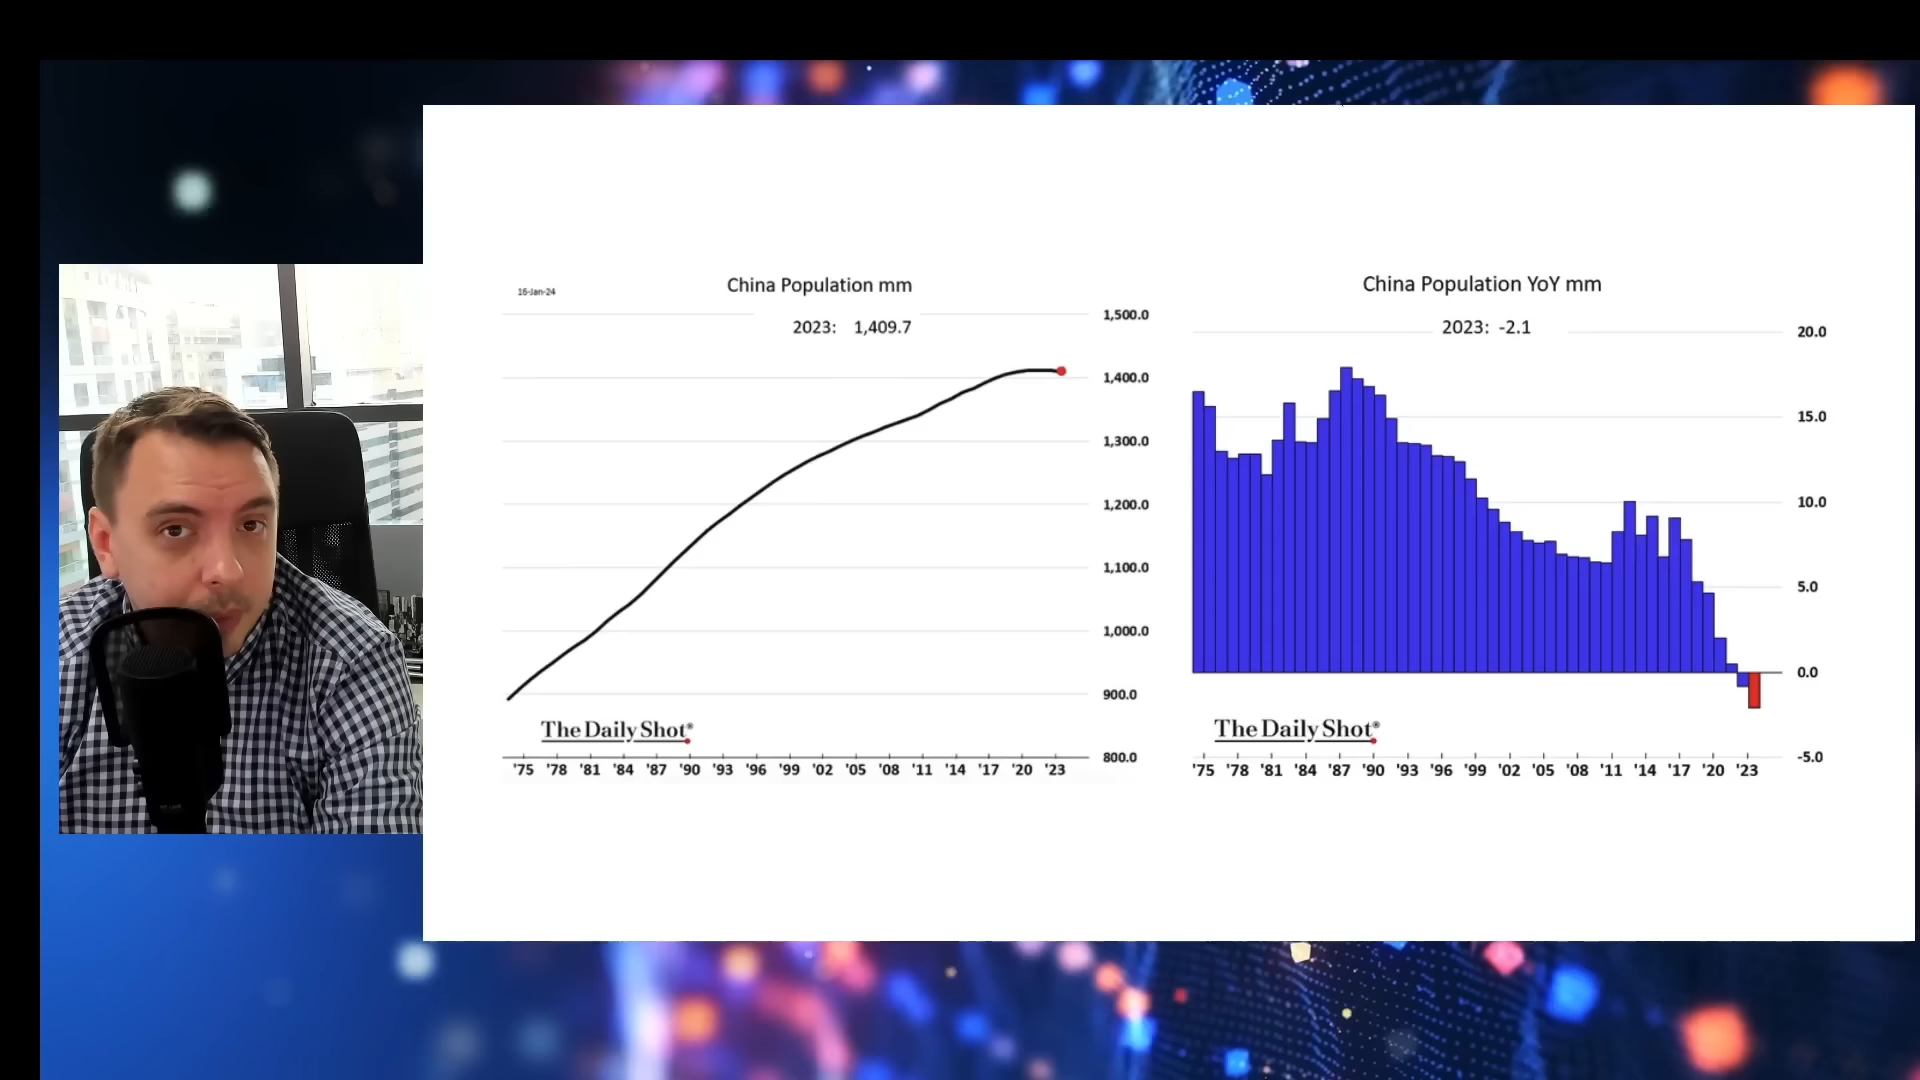 16-Jan-24
China Population mm
2023: 1,409.7
1,500.0
1,400.0
1,300.0
1,200.0
1,100.0
1,000.0
900.0
800.0
The Daily Shot®
'75 '78 '81 '84 '87 '90 '93 '96 '99 '02 '05 '08 '11 '14 '17 '20 '23
China Population YoY mm
2023: -2.1
20.0
15.0
10.0
5.0
0.0
-5.0
The Daily Shot®
'75 '78 '81 '84 '87 '90 '93 '96 '99 '02 '05 '08 '11 '14 '17 '20 '23